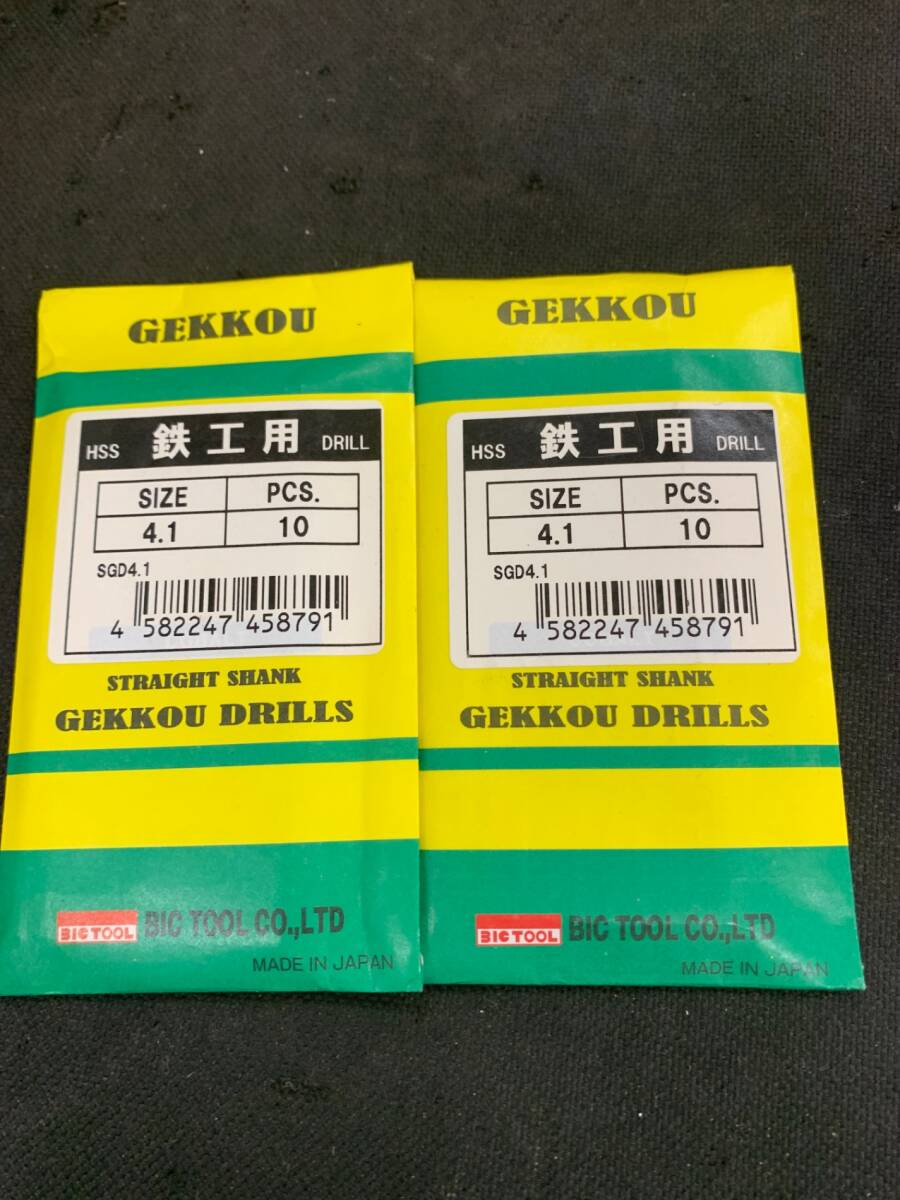 GEKKOU
HSS 鉄工用 DRILL
SIZE PCS.
4.1 10
SGD4.1
4 582247 458791
STRAIGHT SHANK
GEKKOU DRILLS
BIC TOOL BIC TOOL CO.,LTD
MADE IN JAPAN
GEKKOU
HSS 鉄工用 DRILL
SIZE PCS.
4.1 10
SGD4.1
4 582247 458791
STRAIGHT SHANK
GEKKOU DRILLS
BIC TOOL BIC TOOL CO.,LTD
MADE IN JAPAN